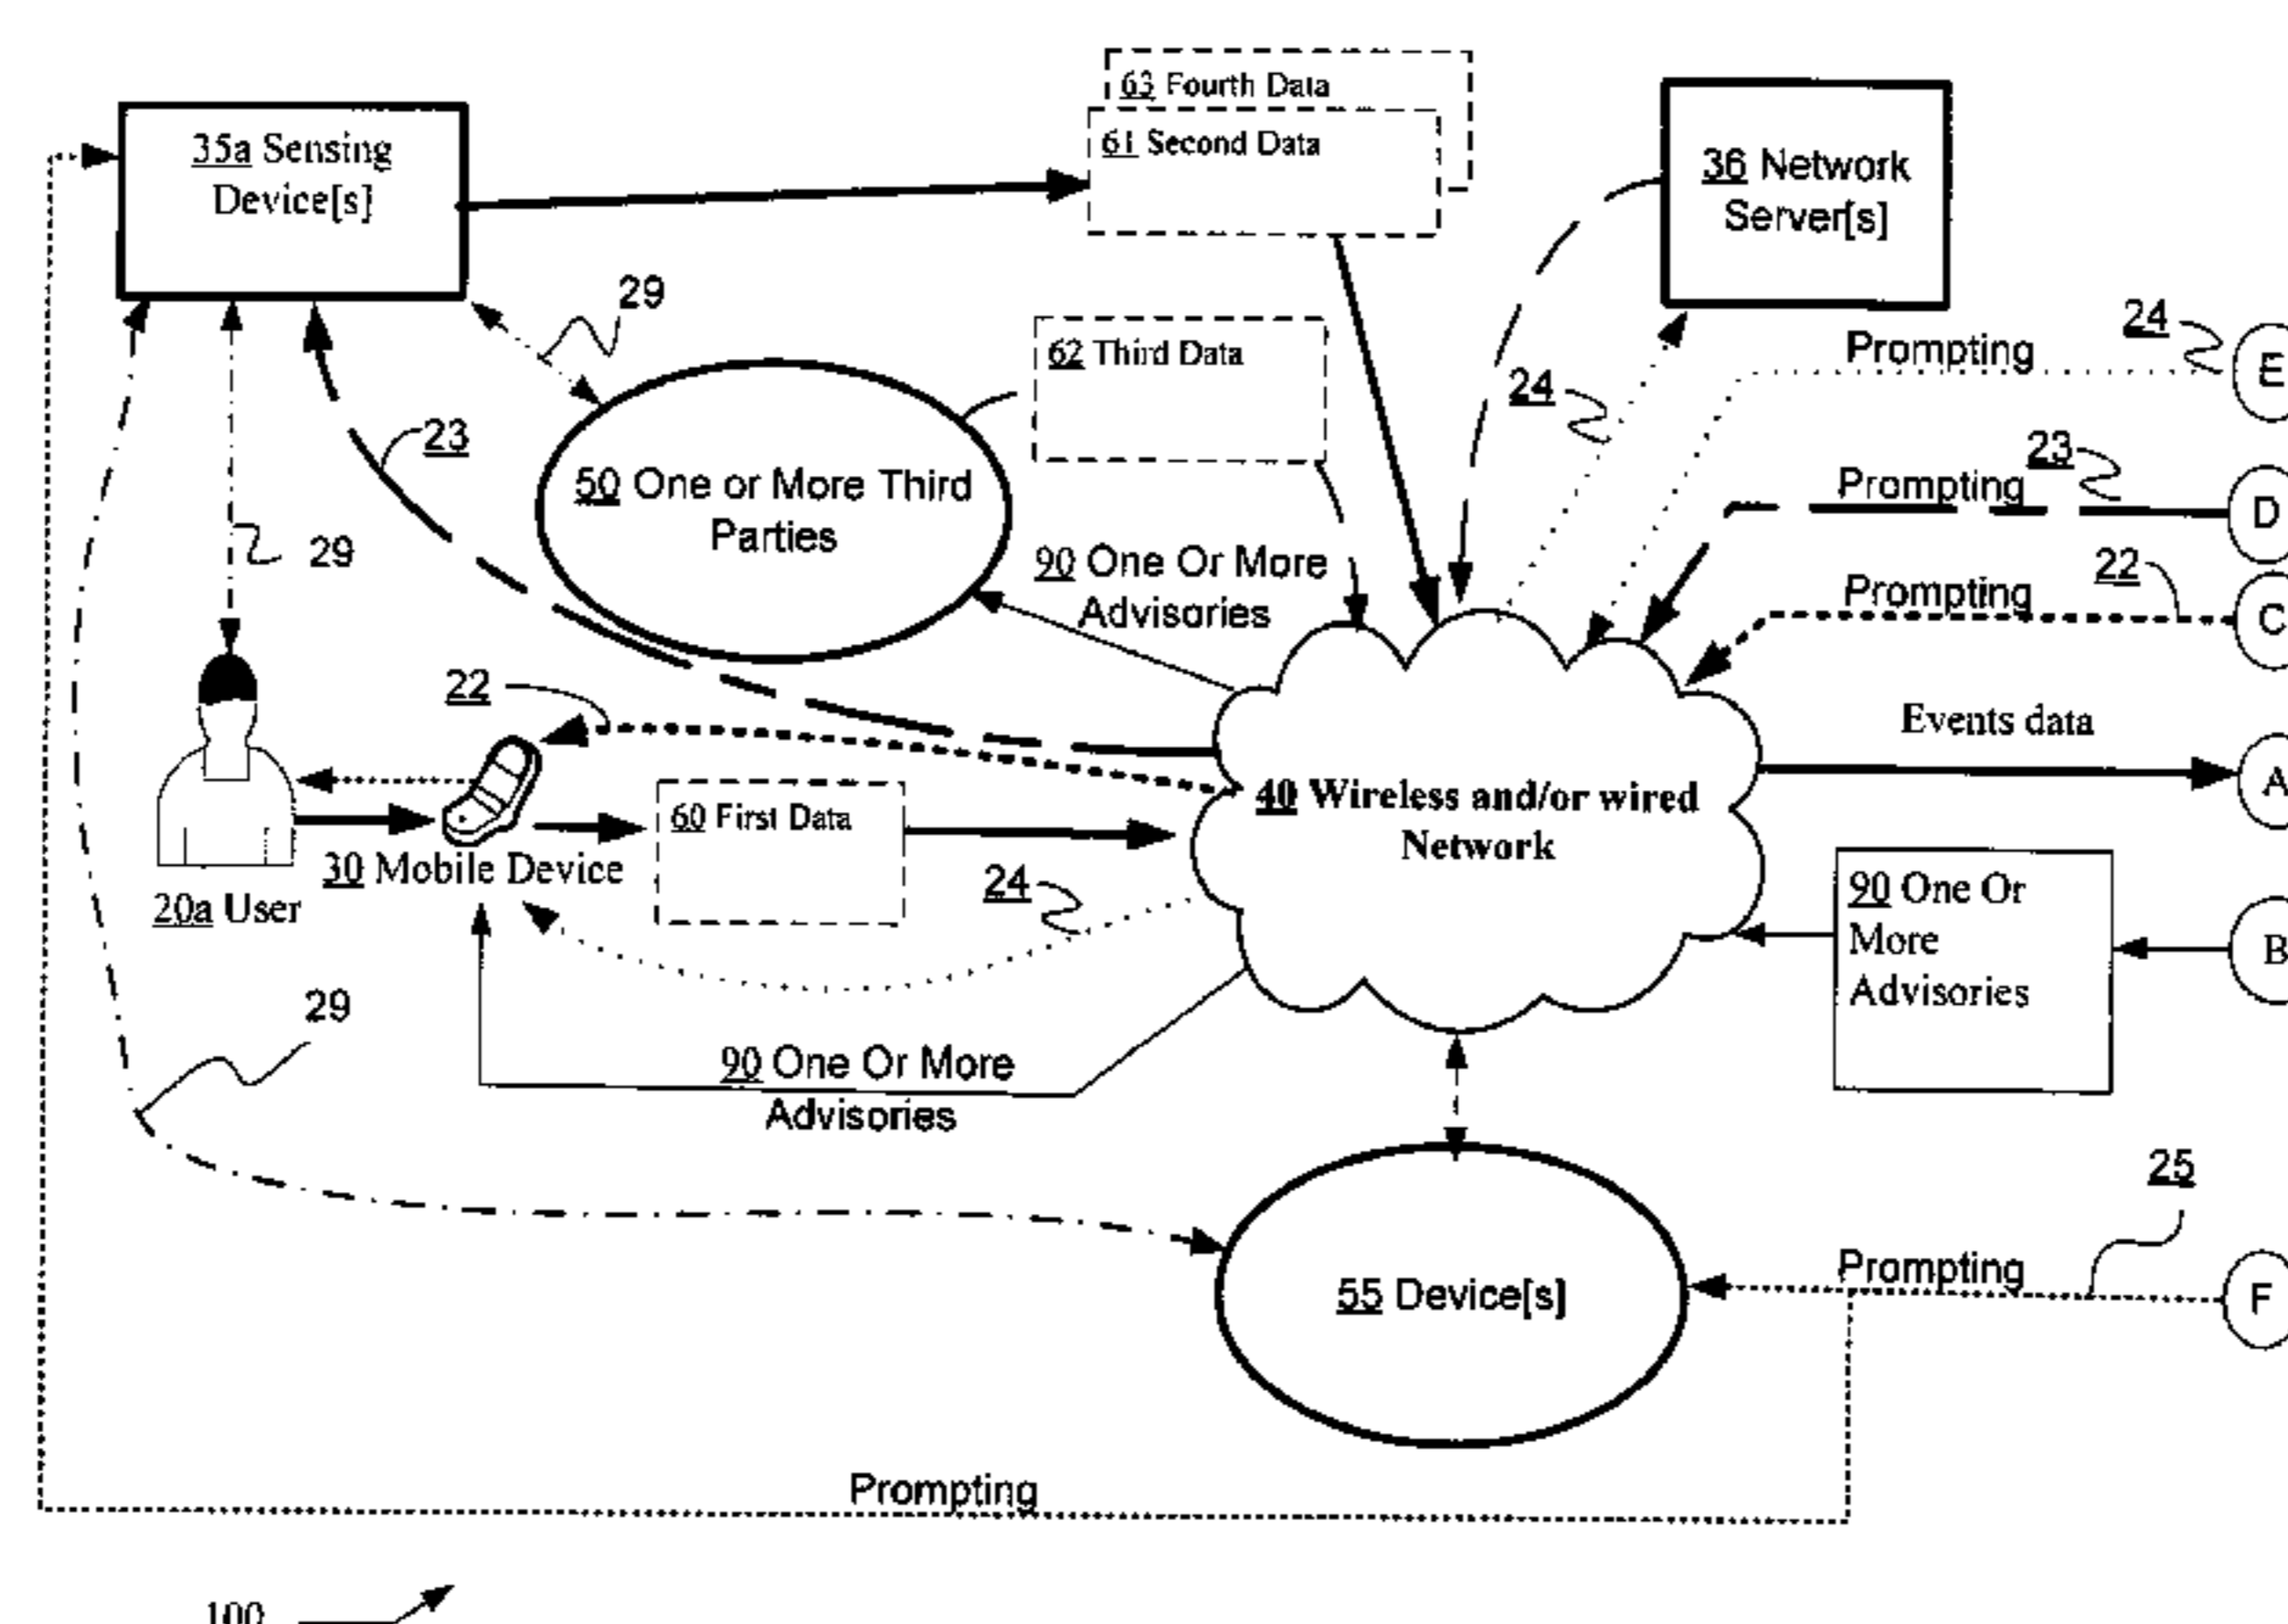 63 Fourth Data
61 Second Data
35a Sensing
Device[s]
36 Network
Server[s]
29
62 Third Data
24
Prompting
24
E
23
50 One or More Third
Parties
23
Prompting
D
29
90 One Or More
Advisories
22
Prompting
C
22
Events data
A
40 Wireless and/or wired
Network
60 First Data
30 Mobile Device
20a User
24
90 One Or
More
Advisories
B
29
90 One Or More
Advisories
25
Prompting
55 Device[s]
F
Prompting
100